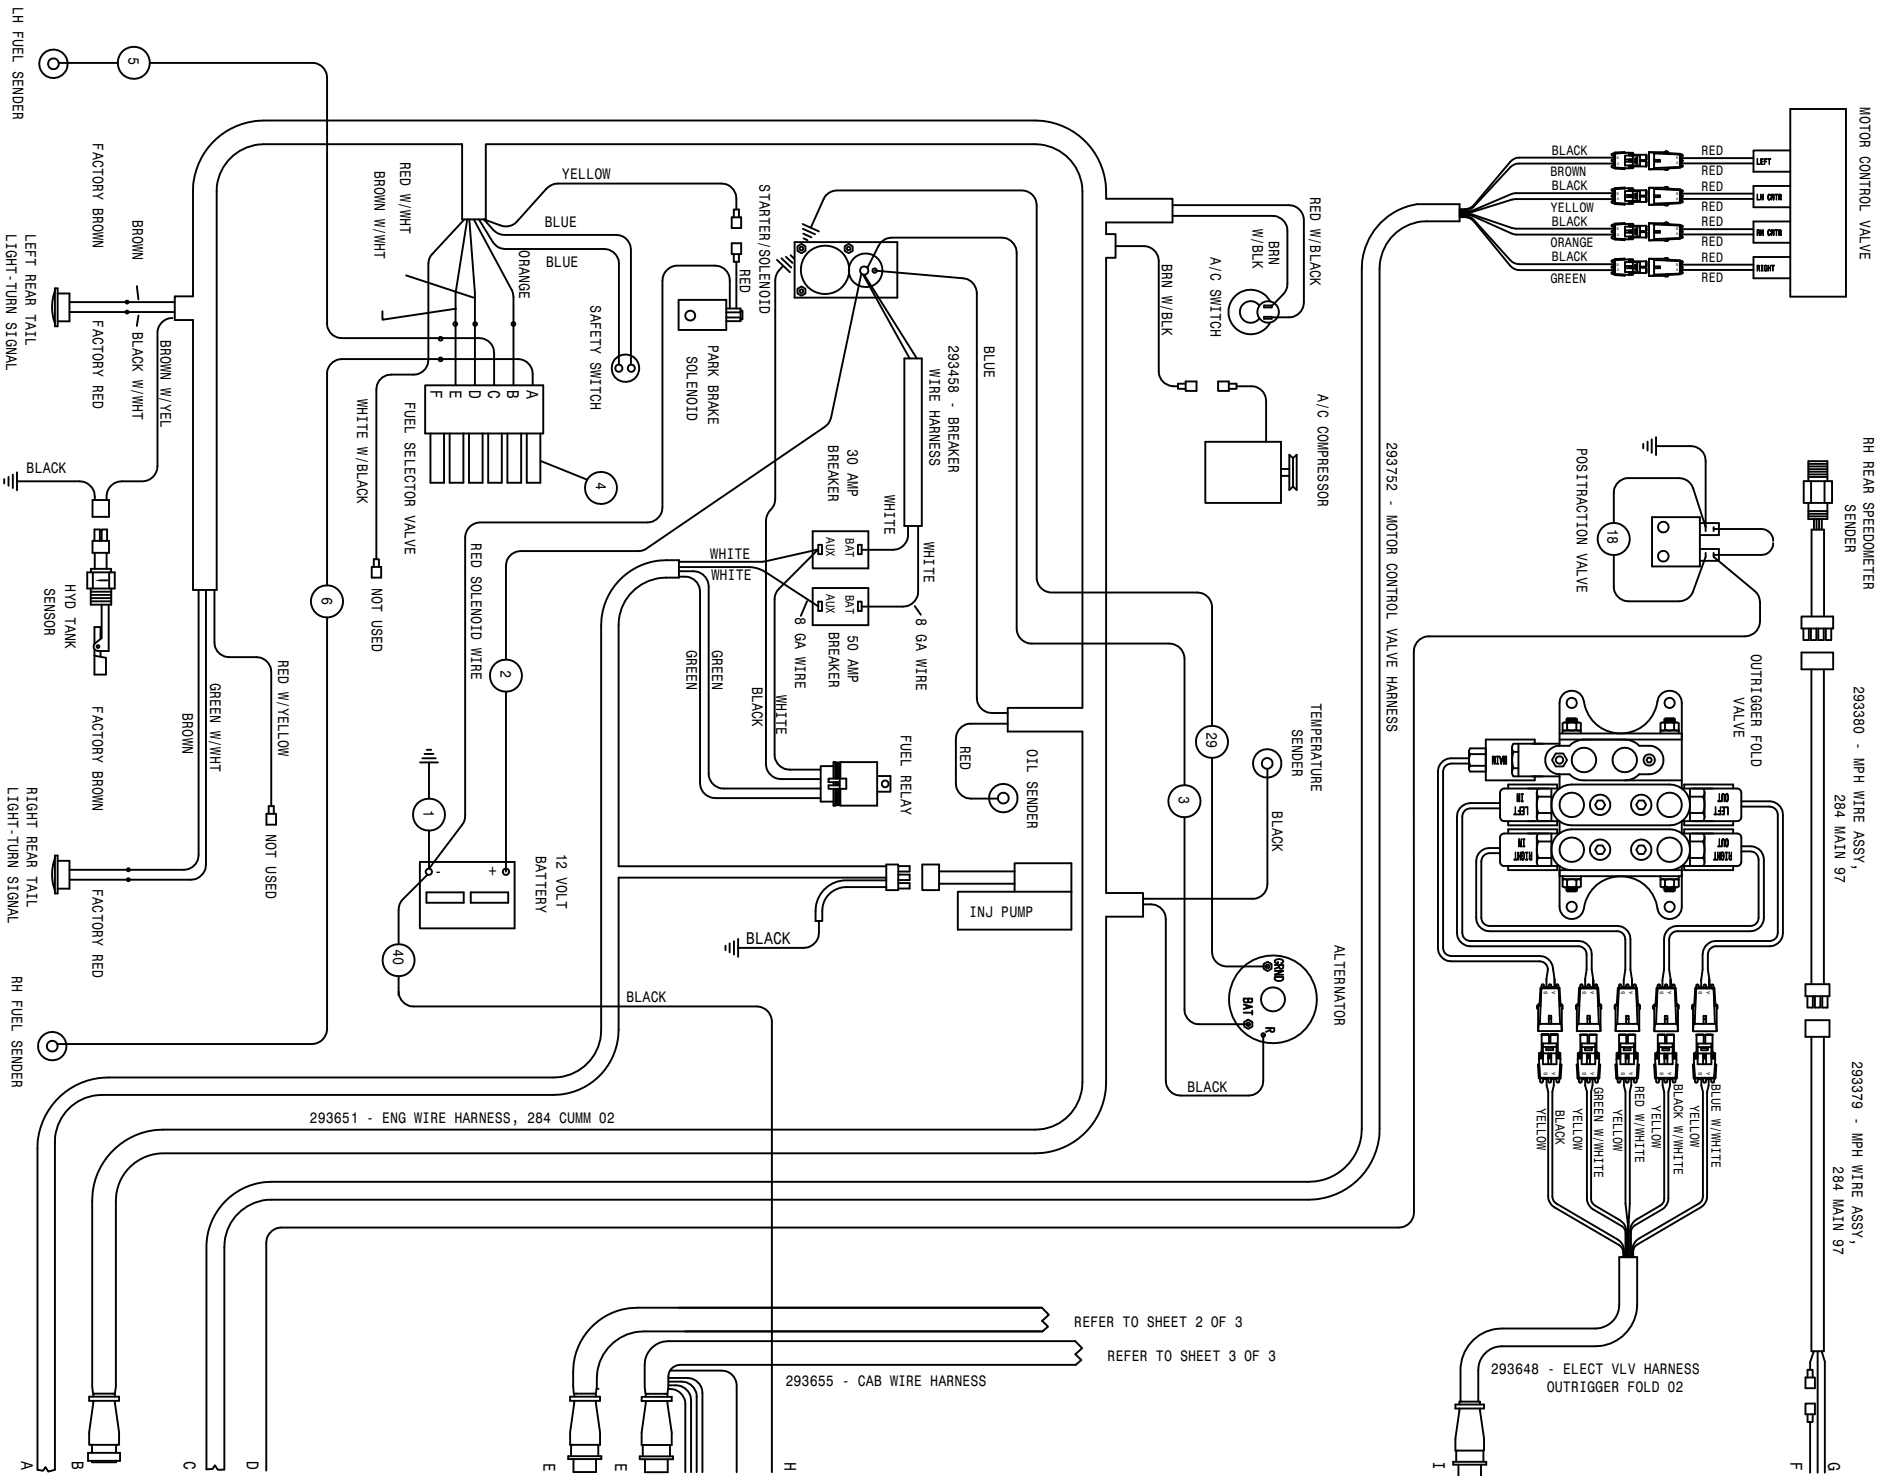 MOTOR CONTROL VALVE
LEFT
LH CNTR
RH CNTR
RIGHT
BLACK
RED
BROWN
RED
BLACK
RED
YELLOW
RED
BLACK
RED
ORANGE
RED
BLACK
RED
GREEN
RED
LH FUEL SENDER
5
FACTORY BROWN
BROWN
LEFT REAR TAIL
LIGHT-TURN SIGNAL
FACTORY RED
BLACK W/WHT
BROWN W/YEL
BLACK
HYD TANK
SENSOR
RED W/WHT
BROWN W/WHT
YELLOW
BLUE
BLUE
ORANGE
SAFETY SWITCH
STARTER/SOLENOID
RED
PARK BRAKE
SOLENOID
A
B
C
D
E
F
FUEL SELECTOR VALVE
4
WHITE W/BLACK
NOT USED
6
RED SOLENOID WIRE
2
293458 - BREAKER
WIRE HARNESS
BLUE
30 AMP
BREAKER
WHITE
WHITE
BAT
AUX
BAT
AUX
WHITE
WHITE
50 AMP
BREAKER
8 GA WIRE
8 GA WIRE
GREEN
GREEN
BLACK
WHITE
FUEL RELAY
RED
OIL SENDER
RED W/BLACK
BRN
W/BLK
A/C SWITCH
BRN W/BLK
A/C COMPRESSOR
293752 - MOTOR CONTROL VALVE HARNESS
POSITRACTION VALVE
18
RH REAR SPEEDOMETER
SENDER
293380 - MPH WIRE ASSY,
284 MAIN 97
293379 - MPH WIRE ASSY,
284 MAIN 97
OUTRIGGER FOLD
VALVE
MAIN
LEFT
IN
RIGHT
IN
LEFT
OUT
RIGHT
OUT
TEMPERATURE
SENDER
BLACK
29
3
ALTERNATOR
GRND
BAT
R
BLACK
INJ PUMP
BLACK
1
12 VOLT
BATTERY
-
+
40
BLACK
RED W/YELLOW
NOT USED
GREEN W/WHT
BROWN
FACTORY BROWN
RIGHT REAR TAIL
LIGHT-TURN SIGNAL
FACTORY RED
RH FUEL SENDER
BLUE W/WHITE
YELLOW
BLACK W/WHITE
YELLOW
RED W/WHITE
YELLOW
GREEN W/WHITE
YELLOW
BLACK
YELLOW
293651 - ENG WIRE HARNESS, 284 CUMM 02
REFER TO SHEET 2 OF 3
REFER TO SHEET 3 OF 3
293655 - CAB WIRE HARNESS
293648 - ELECT VLV HARNESS
OUTRIGGER FOLD 02
A
B
C
D
E
E
H
I
F
G